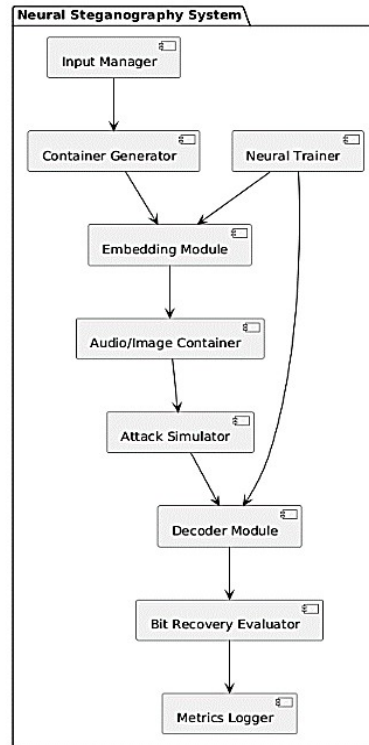 Neural Steganography System
Input Manager
Container Generator
Neural Trainer
Embedding Module
Audio/Image Container
Attack Simulator
Decoder Module
Bit Recovery Evaluator
Metrics Logger